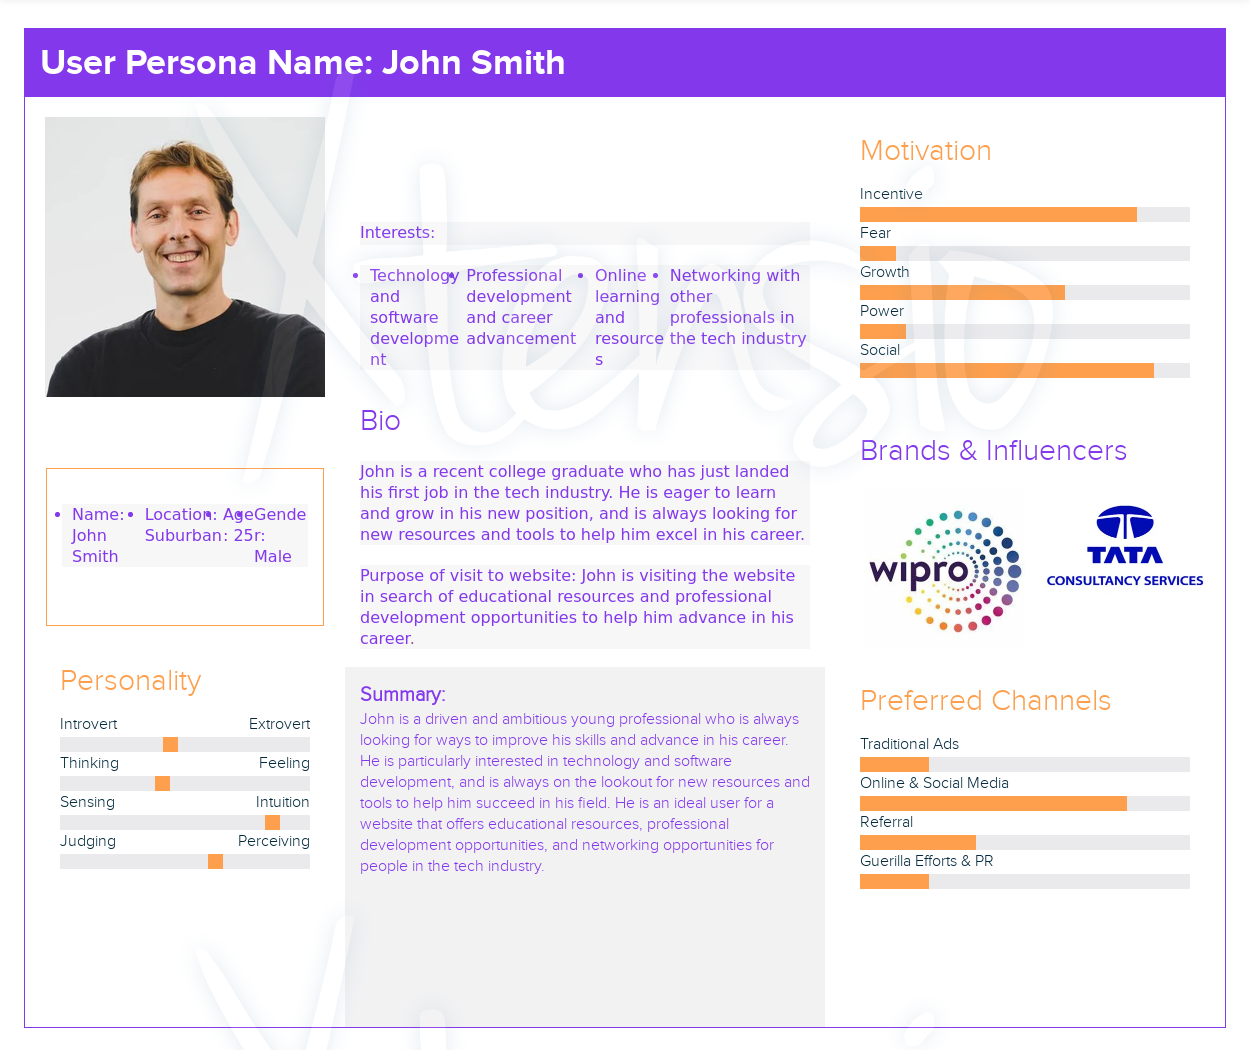 User Persona Name: John Smith
Interests:
Technology
and
software
developme
nt
Professional
development
and career
advancement
Online
learning
and
resource
s
Networking with
other
professionals in
the tech industry
Bio
John is a recent college graduate who has just landed
his first job in the tech industry. He is eager to learn
and grow in his new position, and is always looking for
new resources and tools to help him excel in his career.
Purpose of visit to website: John is visiting the website
in search of educational resources and professional
development opportunities to help him advance in his
career.
Summary:
John is a driven and ambitious young professional who is always
looking for ways to improve his skills and advance in his career.
He is particularly interested in technology and software
development, and is always on the lookout for new resources and
tools to help him succeed in his field. He is an ideal user for a
website that offers educational resources, professional
development opportunities, and networking opportunities for
people in the tech industry.
Name:
John
Smith
Location:
Suburban
Age
: 25
Gende
r:
Male
Personality
Introvert Extrovert
Thinking Feeling
Sensing Intuition
Judging Perceiving
Motivation
Incentive
Fear
Growth
Power
Social
Brands & Influencers
wipro
TATA
CONSULTANCY SERVICES
Preferred Channels
Traditional Ads
Online & Social Media
Referral
Guerilla Efforts & PR
Xtensio